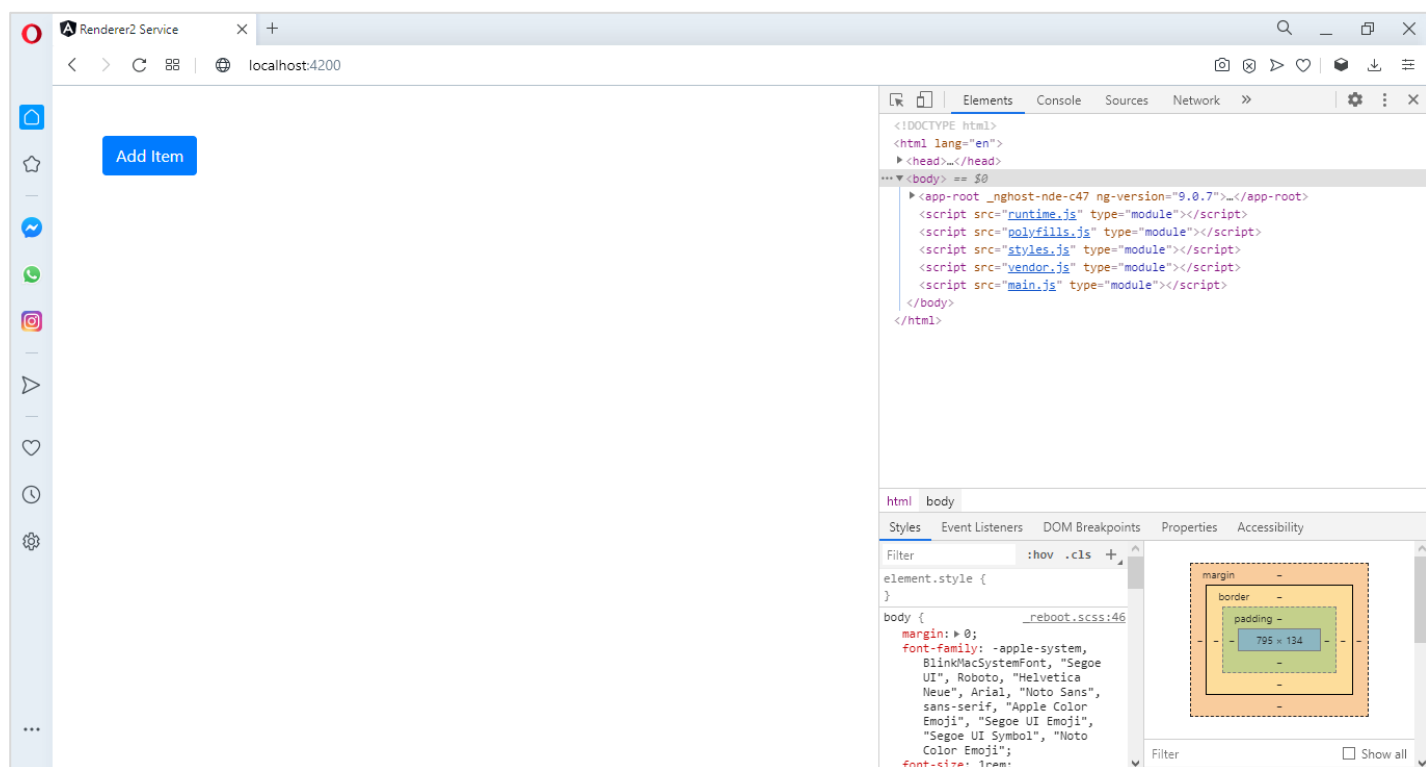 Renderer2 Service
localhost:4200
Add Item
Elements Console Sources Network »
<!DOCTYPE html>
<html lang="en">
<head>…</head>
<body> == $0
<app-root _nghost-nde-c47 ng-version="9.0.7">…</app-root>
<script src="runtime.js" type="module"></script>
<script src="polyfills.js" type="module"></script>
<script src="styles.js" type="module"></script>
<script src="vendor.js" type="module"></script>
<script src="main.js" type="module"></script>
</body>
</html>
html body
Styles Event Listeners DOM Breakpoints Properties Accessibility
Filter :hov .cls +
element.style {
}
body { _reboot.scss:46
margin: 0;
font-family: -apple-system,
BlinkMacSystemFont, "Segoe
UI", Roboto, "Helvetica
Neue", Arial, "Noto Sans",
sans-serif, "Apple Color
Emoji", "Segoe UI Emoji",
"Segoe UI Symbol", "Noto
Color Emoji";
font-size: 1rem;
margin –
border –
padding –
– – – 795 × 134 – – –
–
–
–
Filter Show all